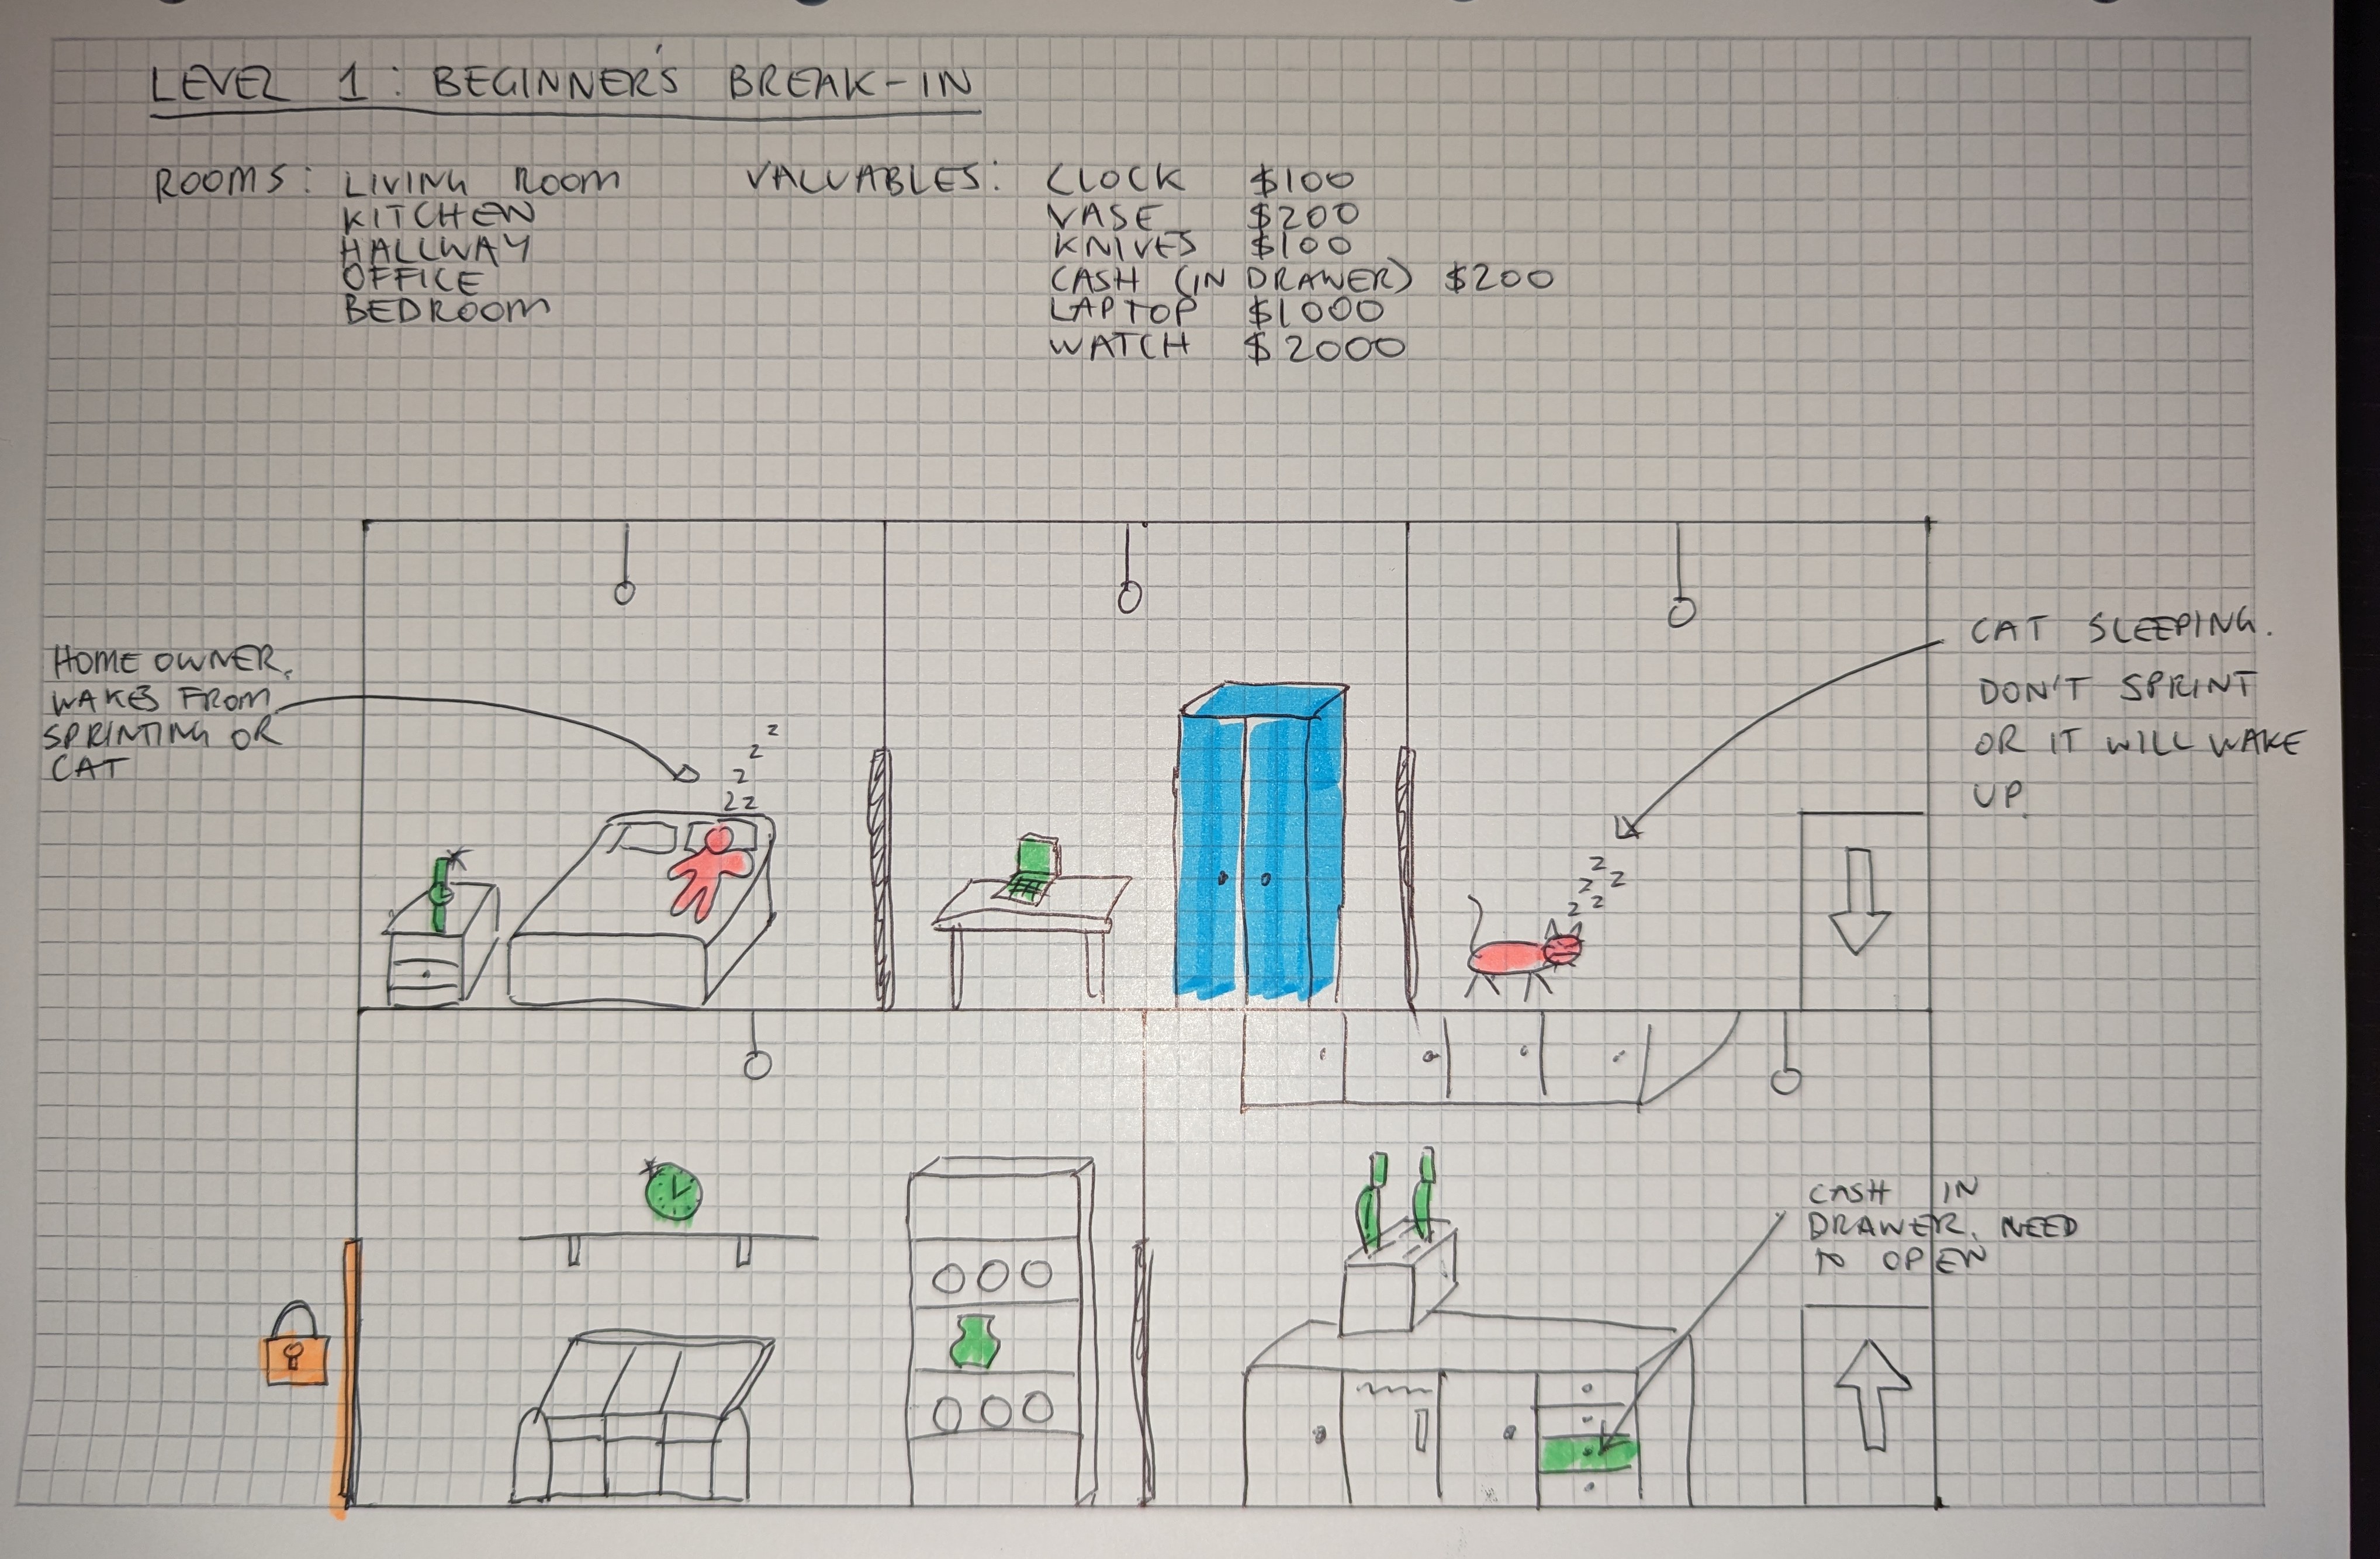 LEVEL 1: BEGINNER'S BREAK-IN
ROOMS: LIVING ROOM
KITCHEN
HALLWAY
OFFICE
BEDROOM
VALUABLES: CLOCK $100
VASE $200
KNIVES $100
CASH (IN DRAWER) $200
LAPTOP $1000
WATCH $2000
HOME OWNER.
WAKES FROM
SPRINTING OR
CAT
z
z
z
zz
CAT SLEEPING.
DON'T SPRINT
OR IT WILL WAKE
UP.
z
z z
z z
CASH IN
DRAWER. NEED
TO OPEN